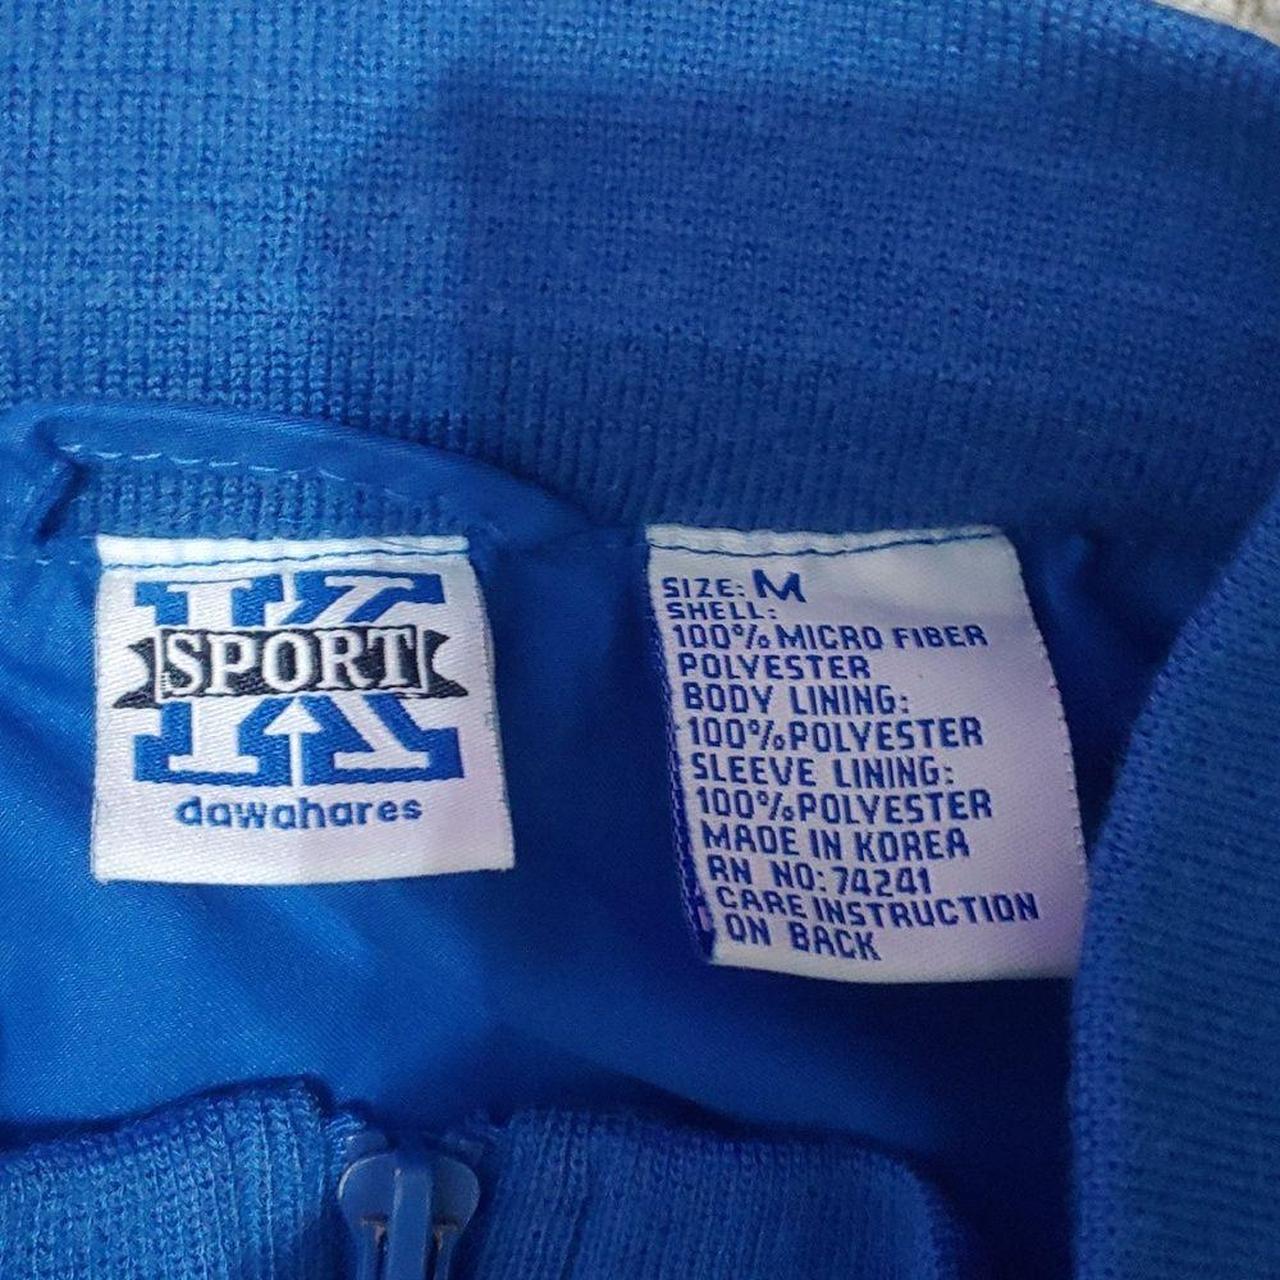 K
SPORT
dawahares
SIZE: M
SHELL:
100% MICRO FIBER
POLYESTER
BODY LINING:
100% POLYESTER
SLEEVE LINING:
100% POLYESTER
MADE IN KOREA
RN NO: 74241
CARE INSTRUCTION
ON BACK